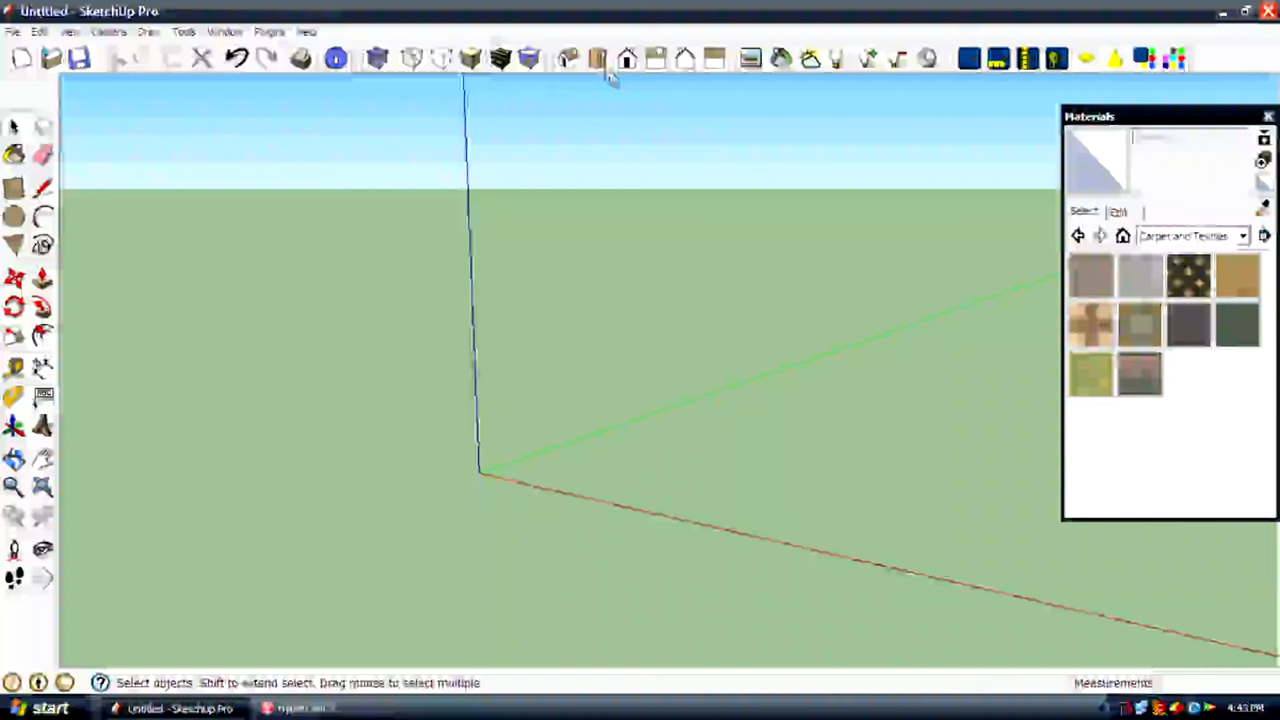 Untitled - SketchUp Pro
File Edit View Camera Draw Tools Window Plugins Help
Materials
Select Edit
Carpet and Textiles
Select objects. Shift to extend select. Drag mouse to select multiple
Measurements
start
Untitled - SketchUp Pro
4:43 PM